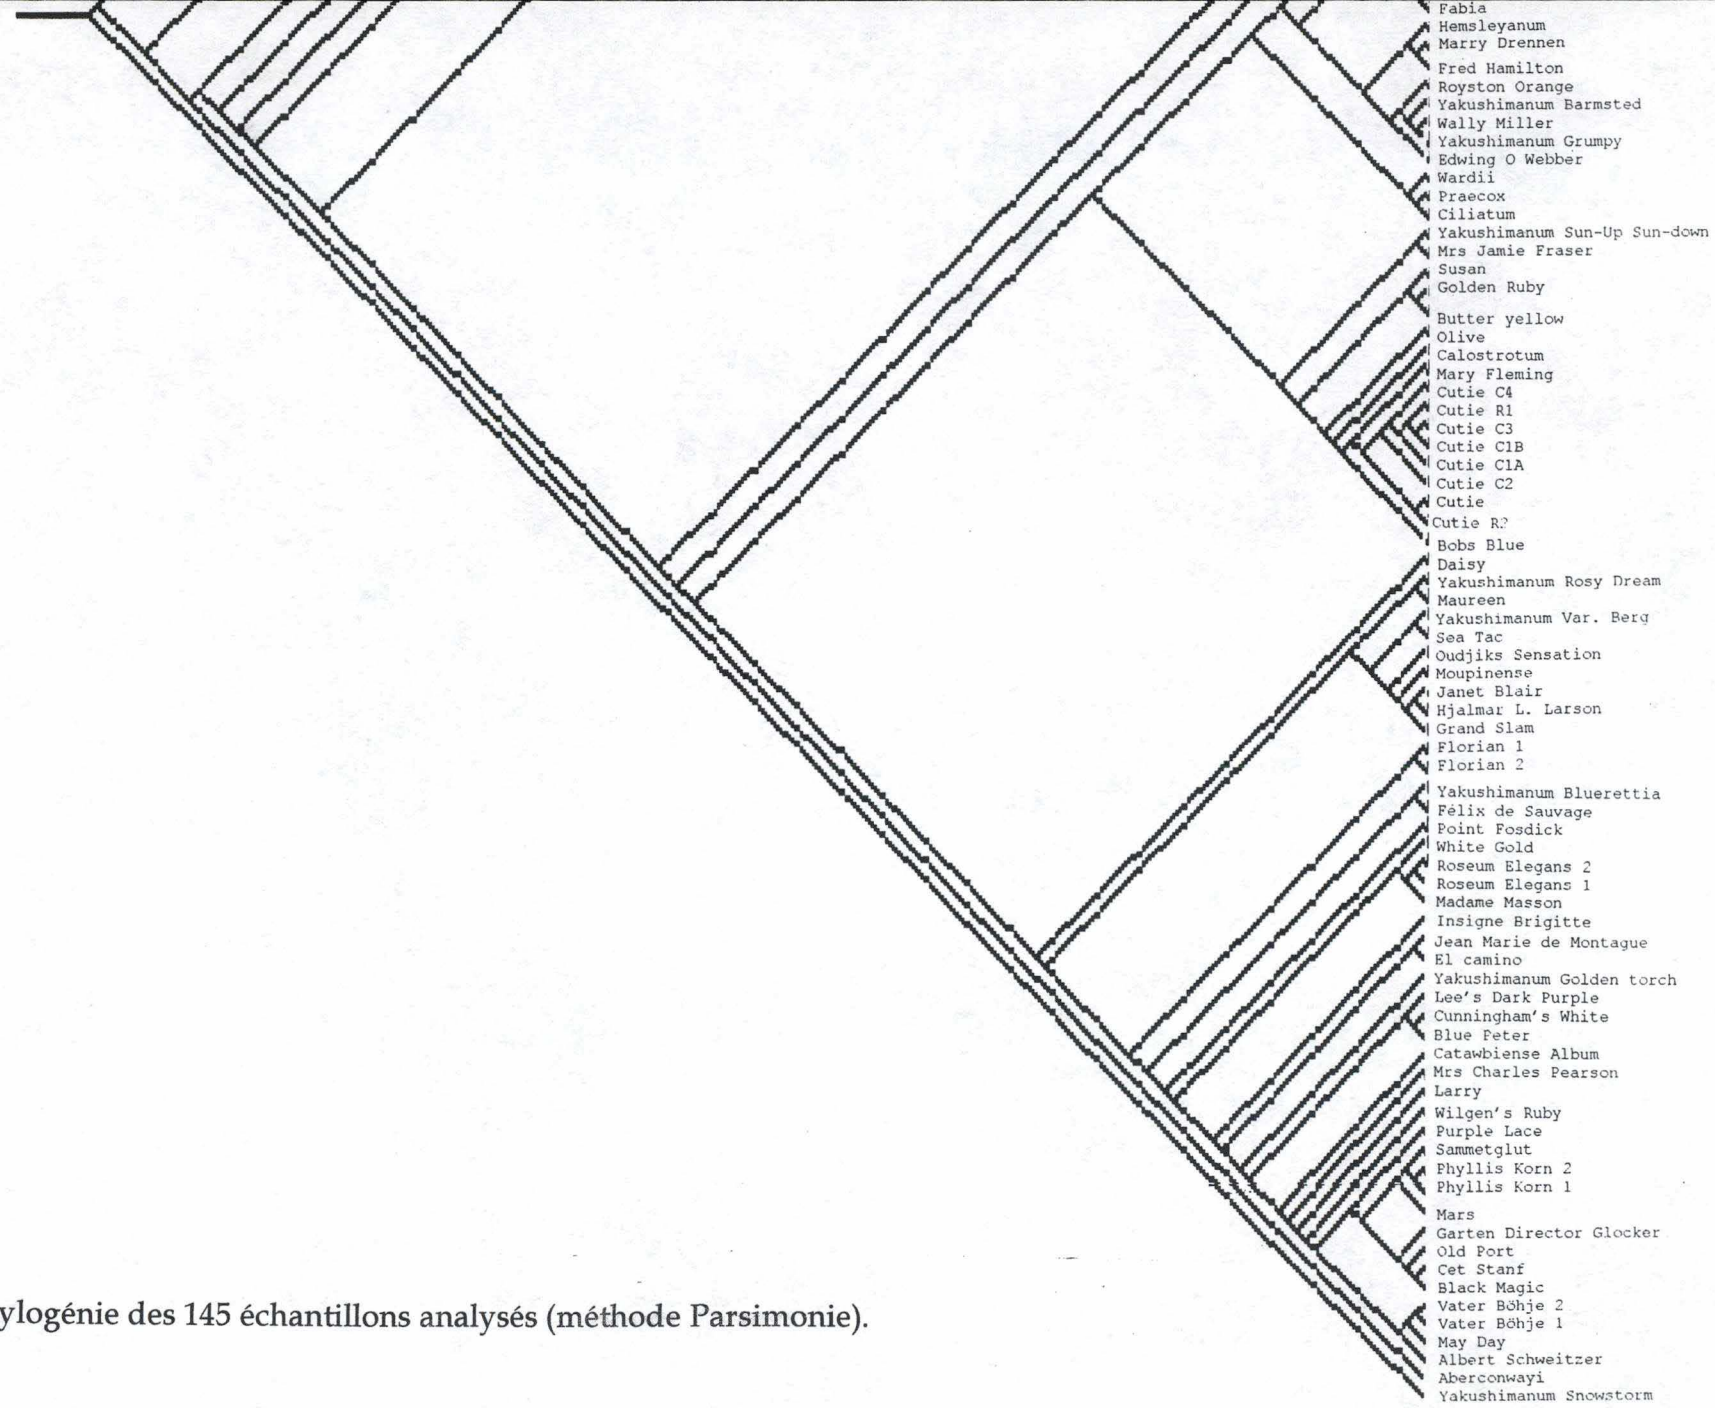 Fabia
Hemsleyanum
Marry Drennen
Fred Hamilton
Royston Orange
Yakushimanum Barmsted
Wally Miller
Yakushimanum Grumpy
Edwing O Webber
Wardii
Praecox
Ciliatum
Yakushimanum Sun-Up Sun-down
Mrs Jamie Fraser
Susan
Golden Ruby
Butter yellow
Olive
Calostrotum
Mary Fleming
Cutie C4
Cutie R1
Cutie C3
Cutie C1B
Cutie C1A
Cutie C2
Cutie
Cutie R?
Bobs Blue
Daisy
Yakushimanum Rosy Dream
Maureen
Yakushimanum Var. Berg
Sea Tac
Oudjiks Sensation
Moupinense
Janet Blair
Hjalmar L. Larson
Grand Slam
Florian 1
Florian 2
Yakushimanum Bluerettia
Félix de Sauvage
Point Fosdick
White Gold
Roseum Elegans 2
Roseum Elegans 1
Madame Masson
Insigne Brigitte
Jean Marie de Montague
El camino
Yakushimanum Golden torch
Lee's Dark Purple
Cunningham's White
Blue Peter
Catawbiense Album
Mrs Charles Pearson
Larry
Wilgen's Ruby
Purple Lace
Sammetglut
Phyllis Korn 2
Phyllis Korn 1
Mars
Garten Director Glocker
Old Port
Cet Stanf
Black Magic
Vater Böhje 2
Vater Böhje 1
May Day
Albert Schweitzer
Aberconwayi
Yakushimanum Snowstorm
ylogénie des 145 échantillons analysés (méthode Parsimonie).